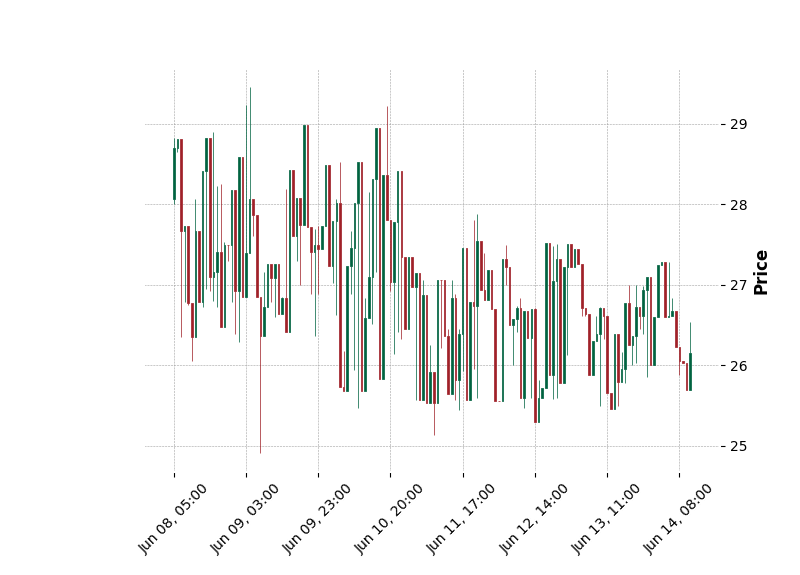 29
28
27
26
25
Price
Jun 08, 05:00
Jun 09, 03:00
Jun 09, 23:00
Jun 10, 20:00
Jun 11, 17:00
Jun 12, 14:00
Jun 13, 11:00
Jun 14, 08:00